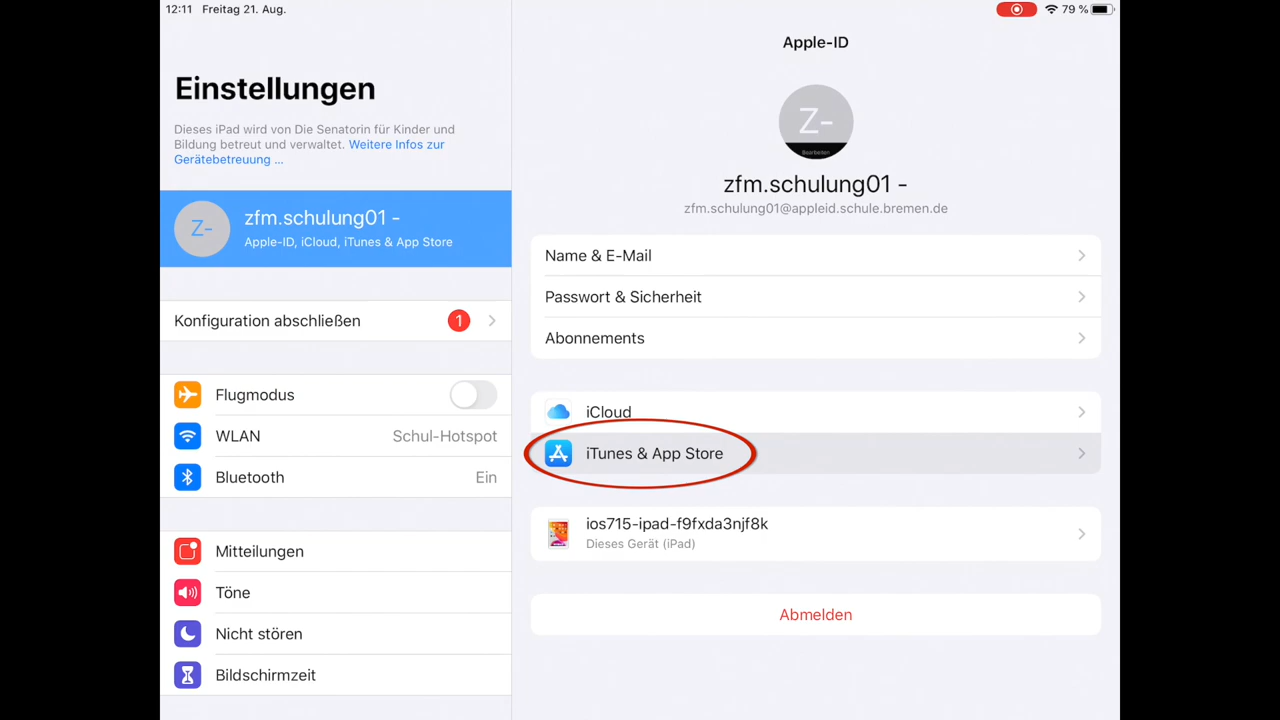 12:11 Freitag 21. Aug.
79 %
Einstellungen
Dieses iPad wird von Die Senatorin für Kinder und
Bildung betreut und verwaltet. Weitere Infos zur
Gerätebetreuung ...
Z-
zfm.schulung01 -
Apple-ID, iCloud, iTunes & App Store
Konfiguration abschließen 1
Flugmodus
WLAN Schul-Hotspot
Bluetooth Ein
Mitteilungen
Töne
Nicht stören
Bildschirmzeit
Apple-ID
Z-
Bearbeiten
zfm.schulung01 -
zfm.schulung01@appleid.schule.bremen.de
Name & E-Mail
Passwort & Sicherheit
Abonnements
iCloud
iTunes & App Store
ios715-ipad-f9fxda3njf8k
Dieses Gerät (iPad)
Abmelden